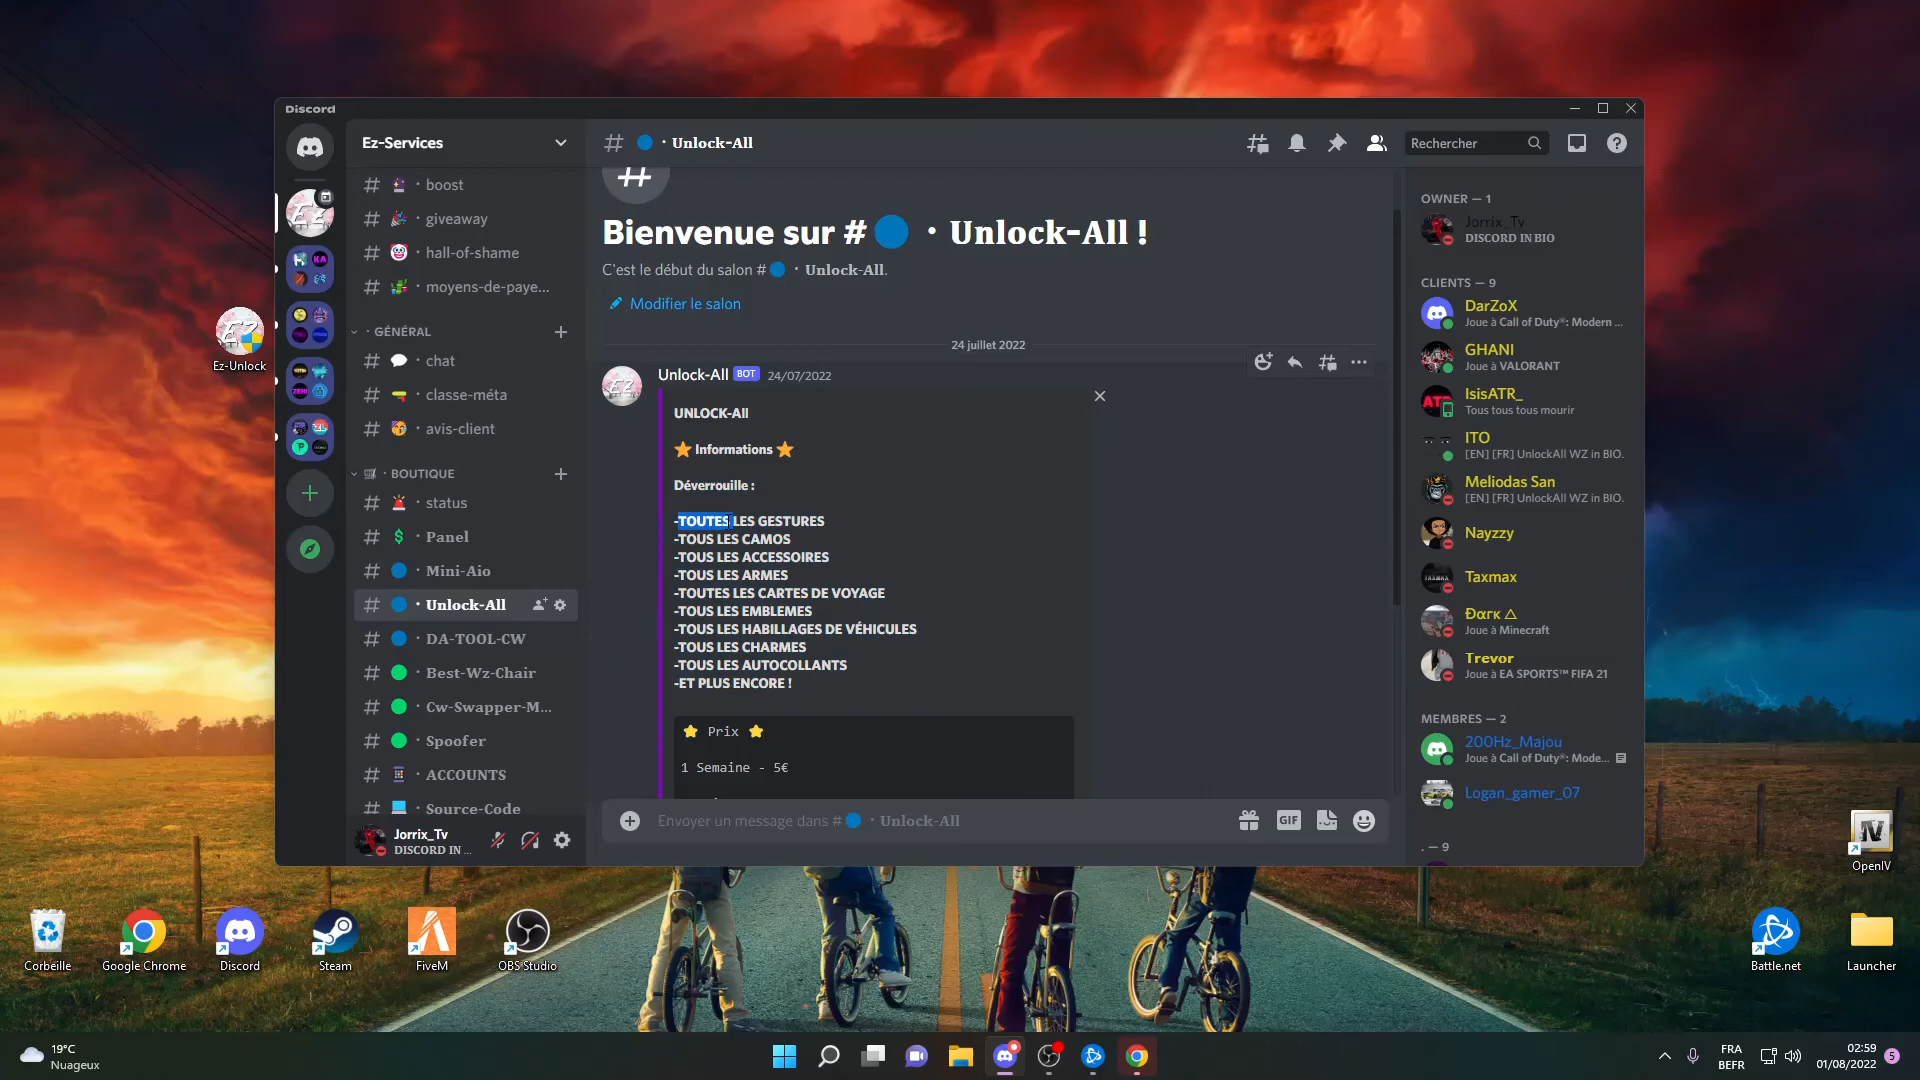 Discord
Ez-Services
boost
giveaway
hall-of-shame
moyens-de-paye...
GÉNÉRAL
chat
classe-méta
avis-client
BOUTIQUE
status
Panel
Mini-Aio
Unlock-All
DA-TOOL-CW
Best-Wz-Chair
Cw-Swapper-M...
Spoofer
ACCOUNTS
Source-Code
Jorrix_Tv
DISCORD IN ...
# · Unlock-All
Rechercher
Bienvenue sur # · Unlock-All !
C'est le début du salon # · Unlock-All.
Modifier le salon
24 juillet 2022
Unlock-All BOT 24/07/2022
UNLOCK-All
Informations
Déverrouille :
-TOUTES LES GESTURES
-TOUS LES CAMOS
-TOUS LES ACCESSOIRES
-TOUS LES ARMES
-TOUTES LES CARTES DE VOYAGE
-TOUS LES EMBLEMES
-TOUS LES HABILLAGES DE VÉHICULES
-TOUS LES CHARMES
-TOUS LES AUTOCOLLANTS
-ET PLUS ENCORE !
Prix
1 Semaine - 5€
Envoyer un message dans # · Unlock-All
GIF
OWNER — 1
Jorrix_Tv
DISCORD IN BIO
CLIENTS — 9
DarZoX
Joue à Call of Duty®: Modern ...
GHANI
Joue à VALORANT
IsisATR_
Tous tous tous mourir
ITO
[EN] [FR] UnlockAll WZ in BIO.
Meliodas San
[EN] [FR] UnlockAll WZ in BIO.
Nayzzy
Taxmax
Đαrк △
Joue à Minecraft
Trevor
Joue à EA SPORTS™ FIFA 21
MEMBRES — 2
200Hz_Majou
Joue à Call of Duty®: Mode...
Logan_gamer_07
. — 9
Ez-Unlock
OpenIV
Corbeille
Google Chrome
Discord
Steam
FiveM
OBS Studio
Battle.net
Launcher
19°C
Nuageux
FRA
BEFR
02:59
01/08/2022
5